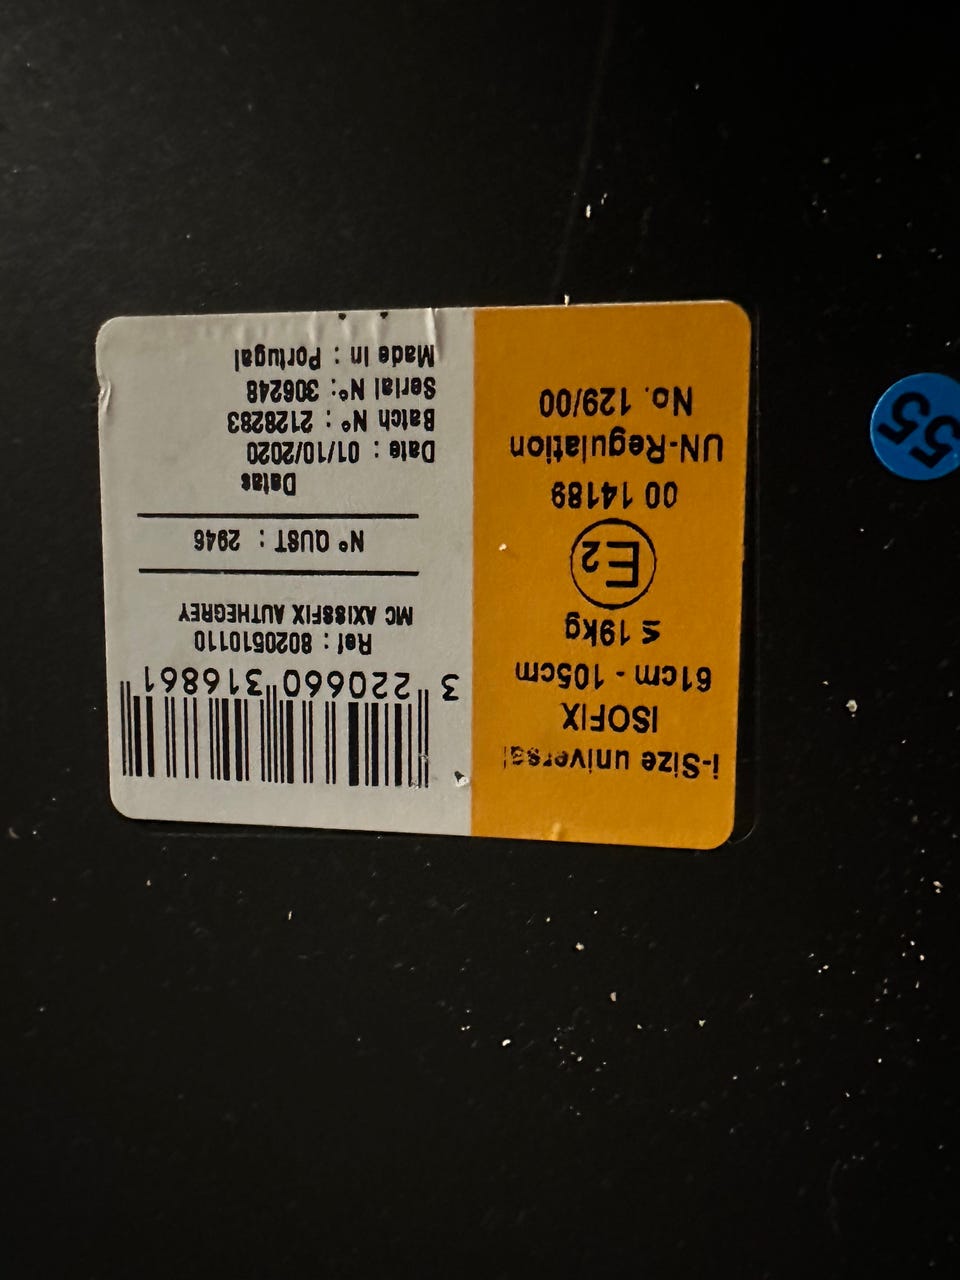 i-Size universal
ISOFIX
61cm - 105cm
≤ 19kg
E2
00 14189
UN-Regulation
No. 129/00
3 220660 316861
Ref : 8020510110
MC AXISSFIX AUTHEGREY
N° QUST : 2946
Datas
Date : 01/10/2020
Batch N° : 2128283
Serial N°: 306248
Made In : Portugal
55